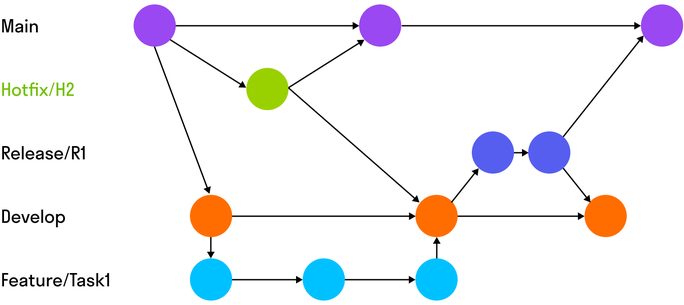 Main
Hotfix/H2
Release/R1
Develop
Feature/Task1